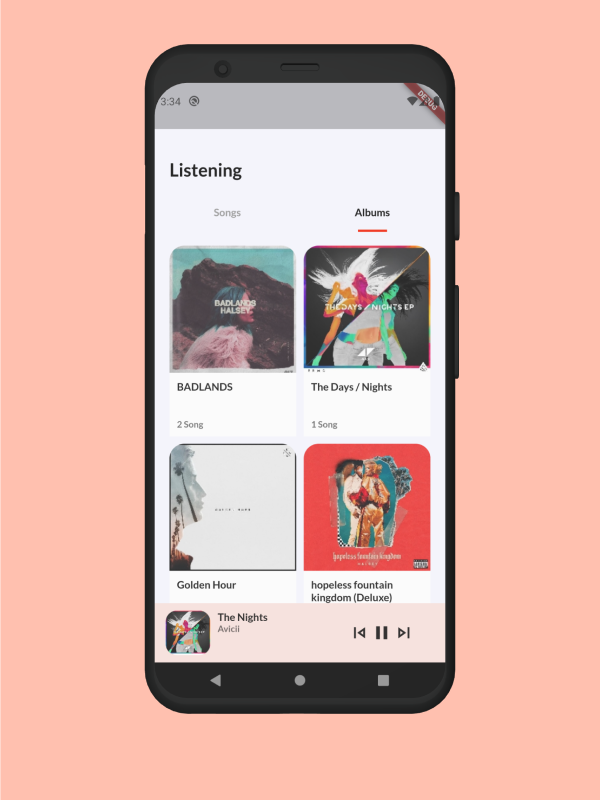 3:34
DEBUG
Listening
Songs
Albums
BADLANDS
HALSEY
THE DAYS / NIGHTS EP
BADLANDS
The Days / Nights
2 Song
1 Song
hopeless fountain kingdom
HALSEY
Golden Hour
hopeless fountain
kingdom (Deluxe)
The Nights
Avicii